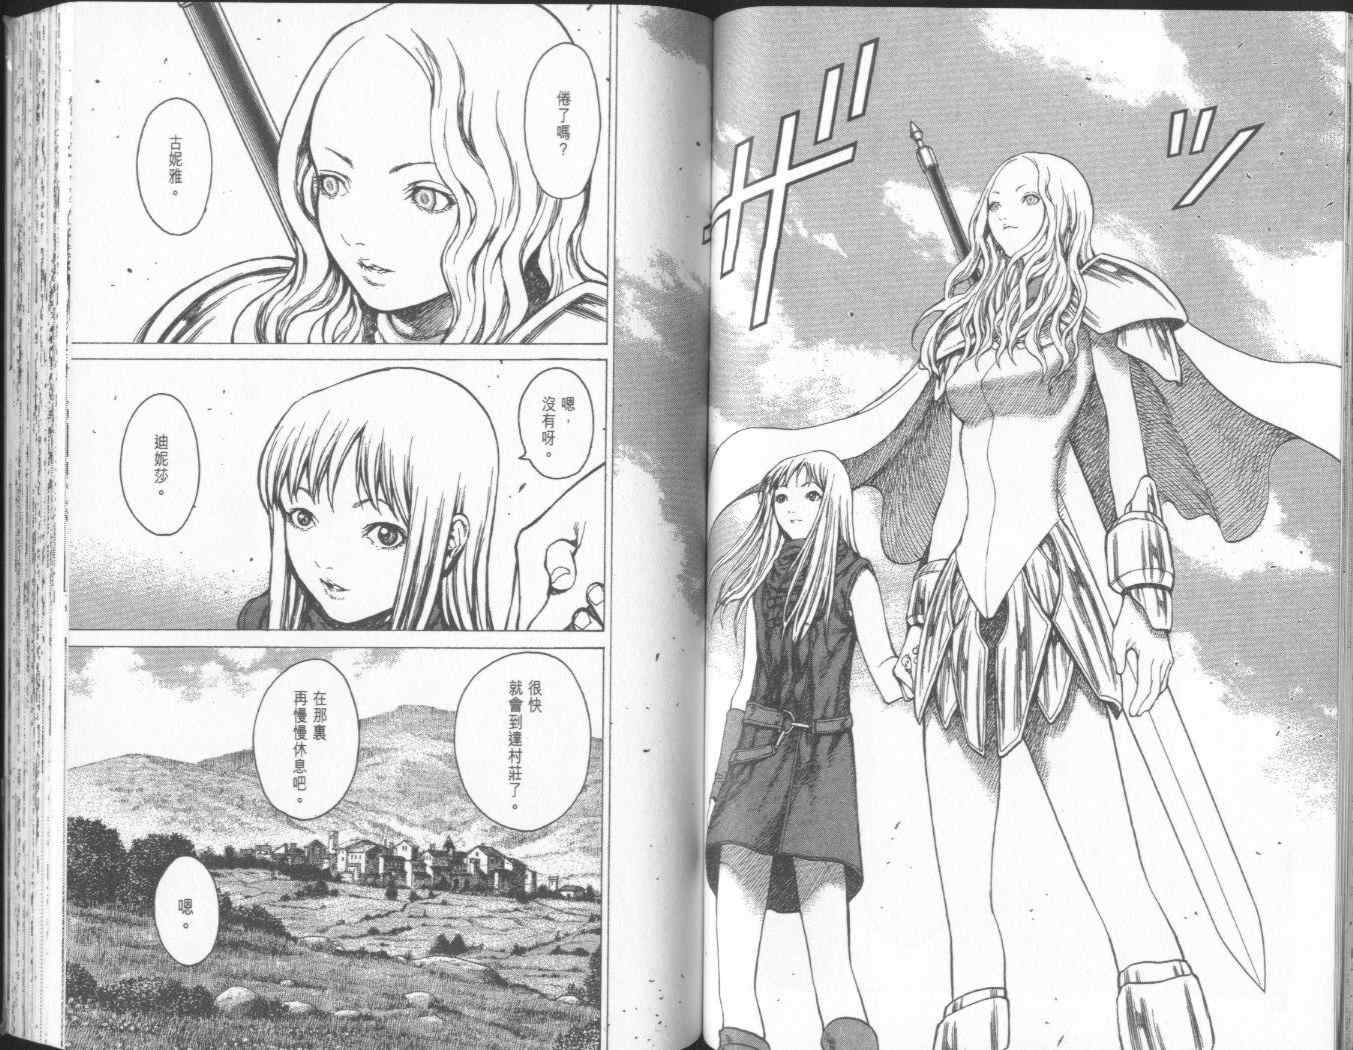 ザッ
倦了嗎？
古妮雅。
嗯，
沒有呀。
迪妮莎。
很快
就會到達村莊了。
在那裏
再慢慢休息吧。
嗯。